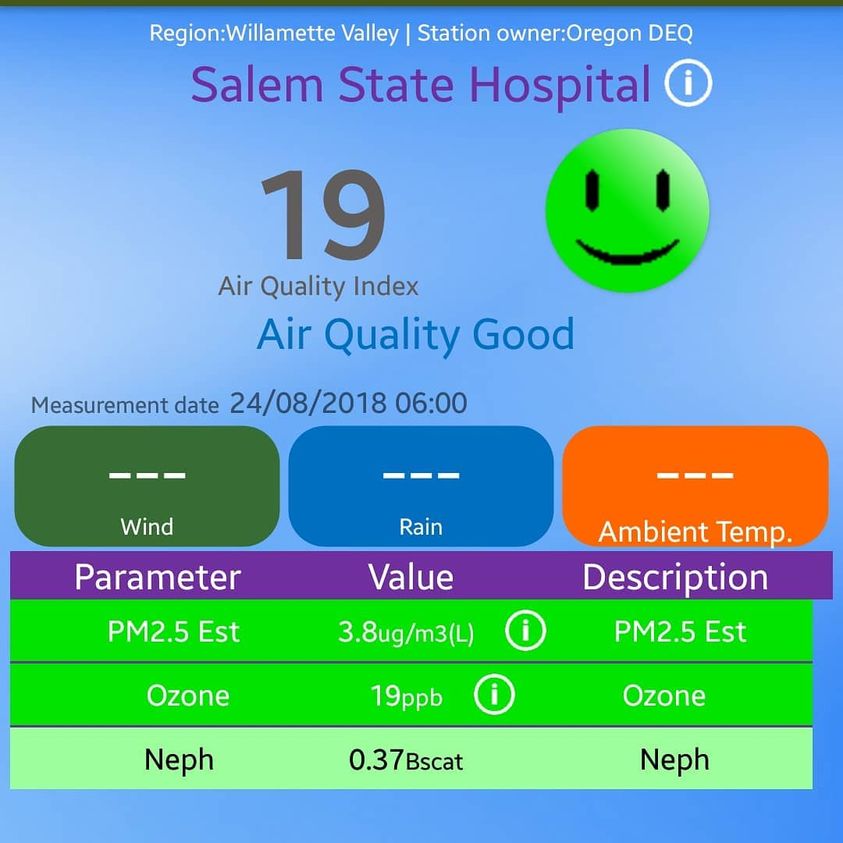 Region:Willamette Valley | Station owner:Oregon DEQ
Salem State Hospital i
19
Air Quality Index
Air Quality Good
Measurement date 24/08/2018 06:00
--- --- ---
Wind Rain Ambient Temp.
Parameter Value Description
PM2.5 Est 3.8ug/m3(L) i PM2.5 Est
Ozone 19ppb i Ozone
Neph 0.37Bscat Neph